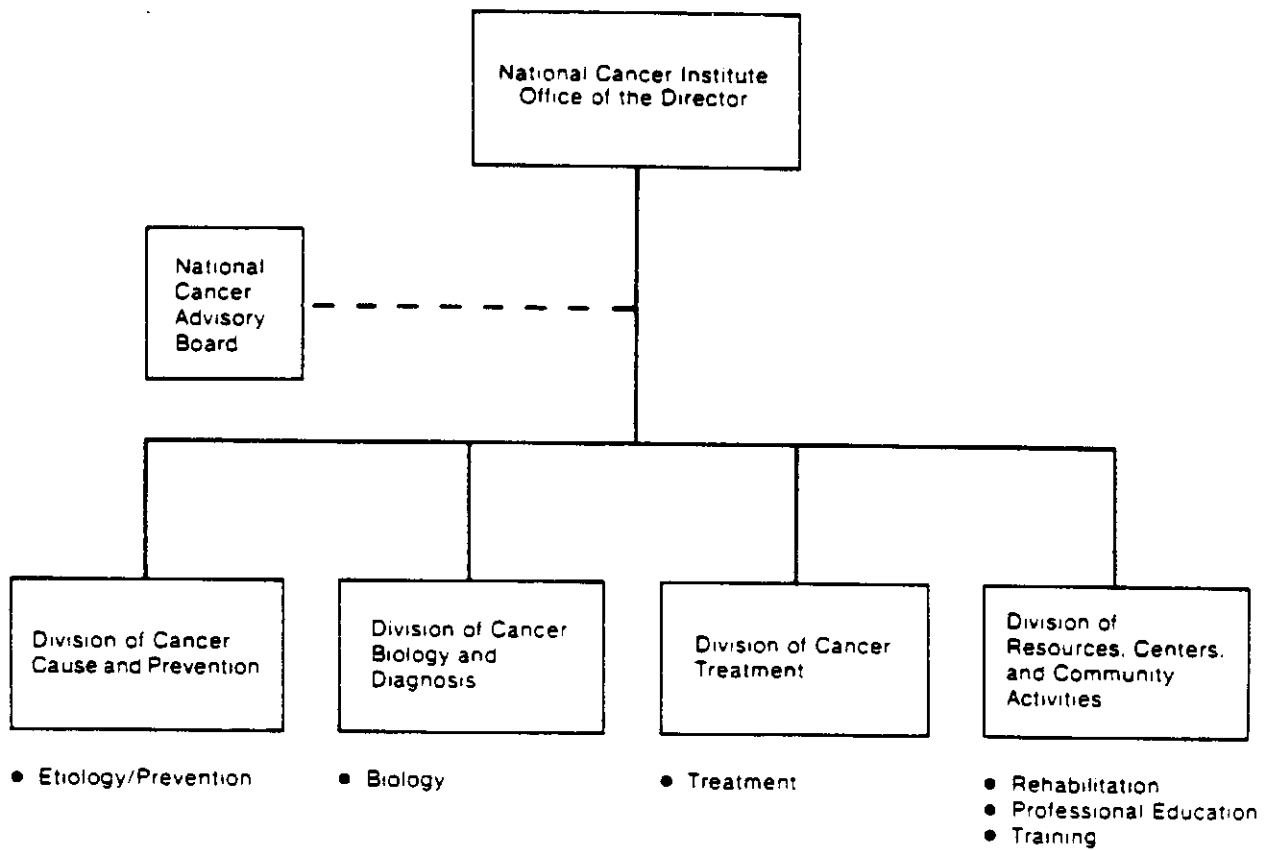 National Cancer Institute
Office of the Director
National
Cancer
Advisory
Board
Division of Cancer
Cause and Prevention
Division of Cancer
Biology and
Diagnosis
Division of Cancer
Treatment
Division of
Resources, Centers,
and Community
Activities
● Etiology/Prevention
● Biology
● Treatment
● Rehabilitation
● Professional Education
● Training